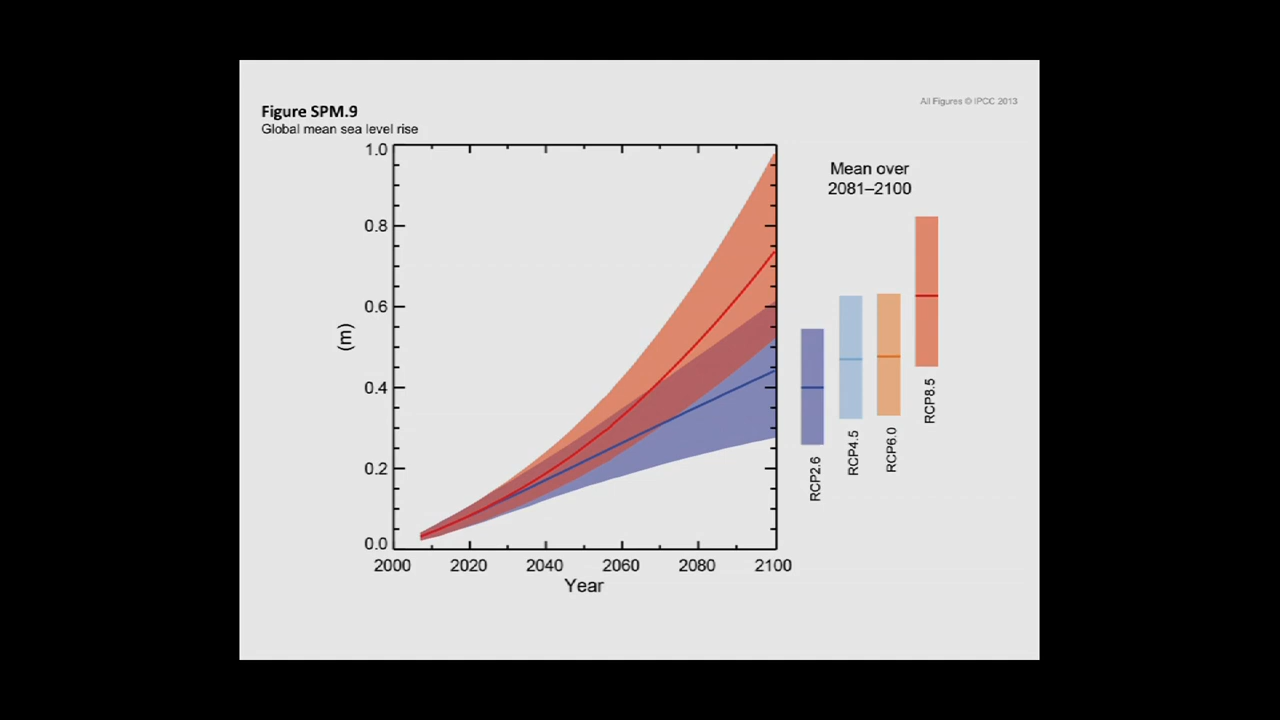 Figure SPM.9
All Figures © IPCC 2013
Global mean sea level rise
1.0
0.8
0.6
0.4
0.2
0.0
(m)
2000 2020 2040 2060 2080 2100
Year
Mean over
2081–2100
RCP2.6
RCP4.5
RCP6.0
RCP8.5